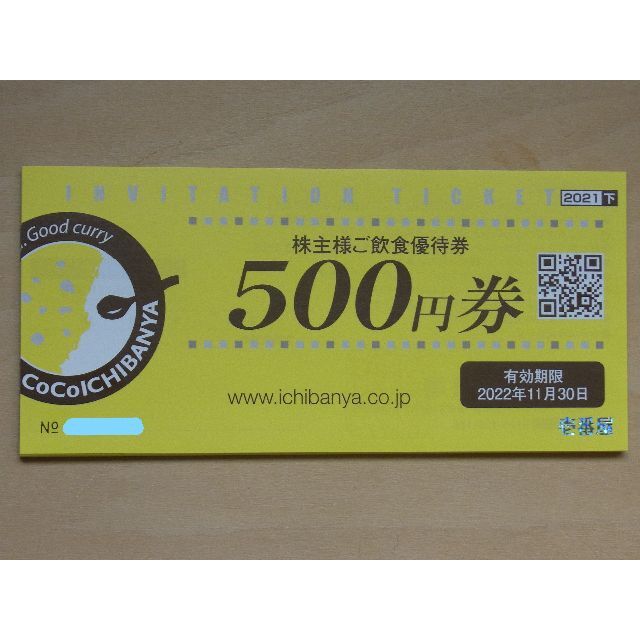 INVITATION TICKET
2021下
... Good curry
株主様ご飲食優待券
500円券
CoCoICHIBANYA
www.ichibanya.co.jp
有効期限
2022年11月30日
No
壱番屋